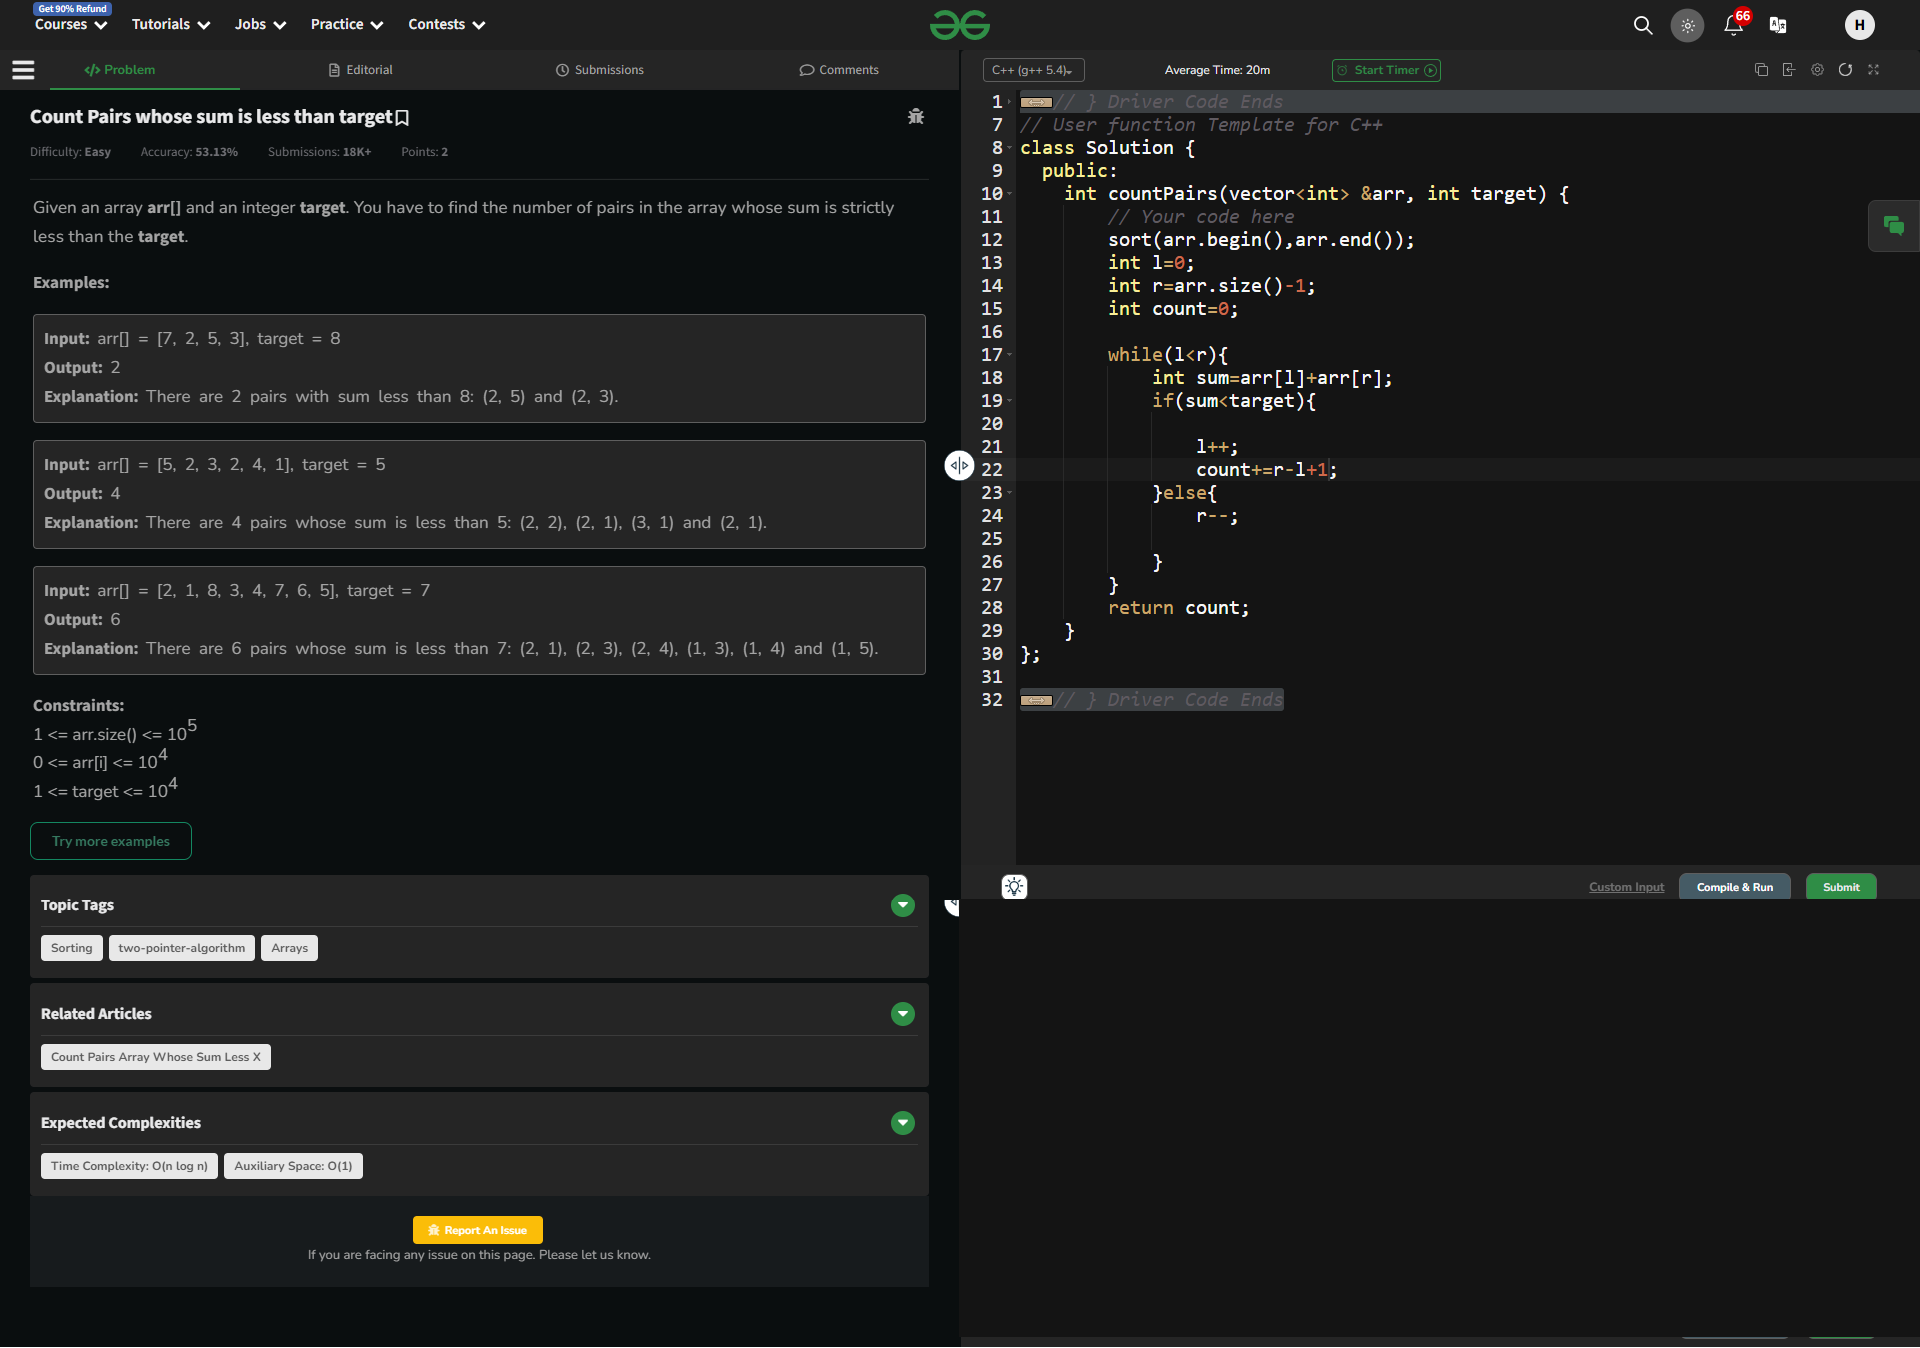 Get 90% Refund
Courses Tutorials Jobs Practice Contests
66
H
Problem Editorial Submissions Comments
Count Pairs whose sum is less than target
Difficulty: Easy Accuracy: 53.13% Submissions: 18K+ Points: 2
Given an array arr[] and an integer target. You have to find the number of pairs in the array whose sum is strictly
less than the target.
Examples:
Input: arr[] = [7, 2, 5, 3], target = 8
Output: 2
Explanation: There are 2 pairs with sum less than 8: (2, 5) and (2, 3).
Input: arr[] = [5, 2, 3, 2, 4, 1], target = 5
Output: 4
Explanation: There are 4 pairs whose sum is less than 5: (2, 2), (2, 1), (3, 1) and (2, 1).
Input: arr[] = [2, 1, 8, 3, 4, 7, 6, 5], target = 7
Output: 6
Explanation: There are 6 pairs whose sum is less than 7: (2, 1), (2, 3), (2, 4), (1, 3), (1, 4) and (1, 5).
Constraints:
1 <= arr.size() <= 10^5
0 <= arr[i] <= 10^4
1 <= target <= 10^4
Try more examples
Topic Tags
Sorting two-pointer-algorithm Arrays
Related Articles
Count Pairs Array Whose Sum Less X
Expected Complexities
Time Complexity: O(n log n) Auxiliary Space: O(1)
Report An Issue
If you are facing any issue on this page. Please let us know.
C++ (g++ 5.4) Average Time: 20m Start Timer
1 // } Driver Code Ends
7 // User function Template for C++
8 class Solution {
9 public:
10 int countPairs(vector<int> &arr, int target) {
11 // Your code here
12 sort(arr.begin(),arr.end());
13 int l=0;
14 int r=arr.size()-1;
15 int count=0;
16
17 while(l<r){
18 int sum=arr[l]+arr[r];
19 if(sum<target){
20
21 l++;
22 count+=r-l+1;
23 }else{
24 r--;
25
26 }
27 }
28 return count;
29 }
30 };
31
32 // } Driver Code Ends
Custom Input Compile & Run Submit